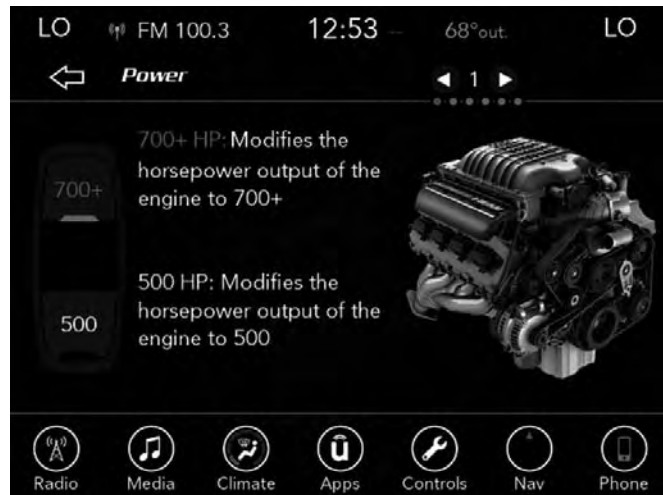 LO FM 100.3 12:53 -- 68°out. LO
Power
1
700+ HP: Modifies the
horsepower output of the
engine to 700+
700+
500 HP: Modifies the
horsepower output of the
engine to 500
500
Radio Media Climate Apps Controls Nav Phone